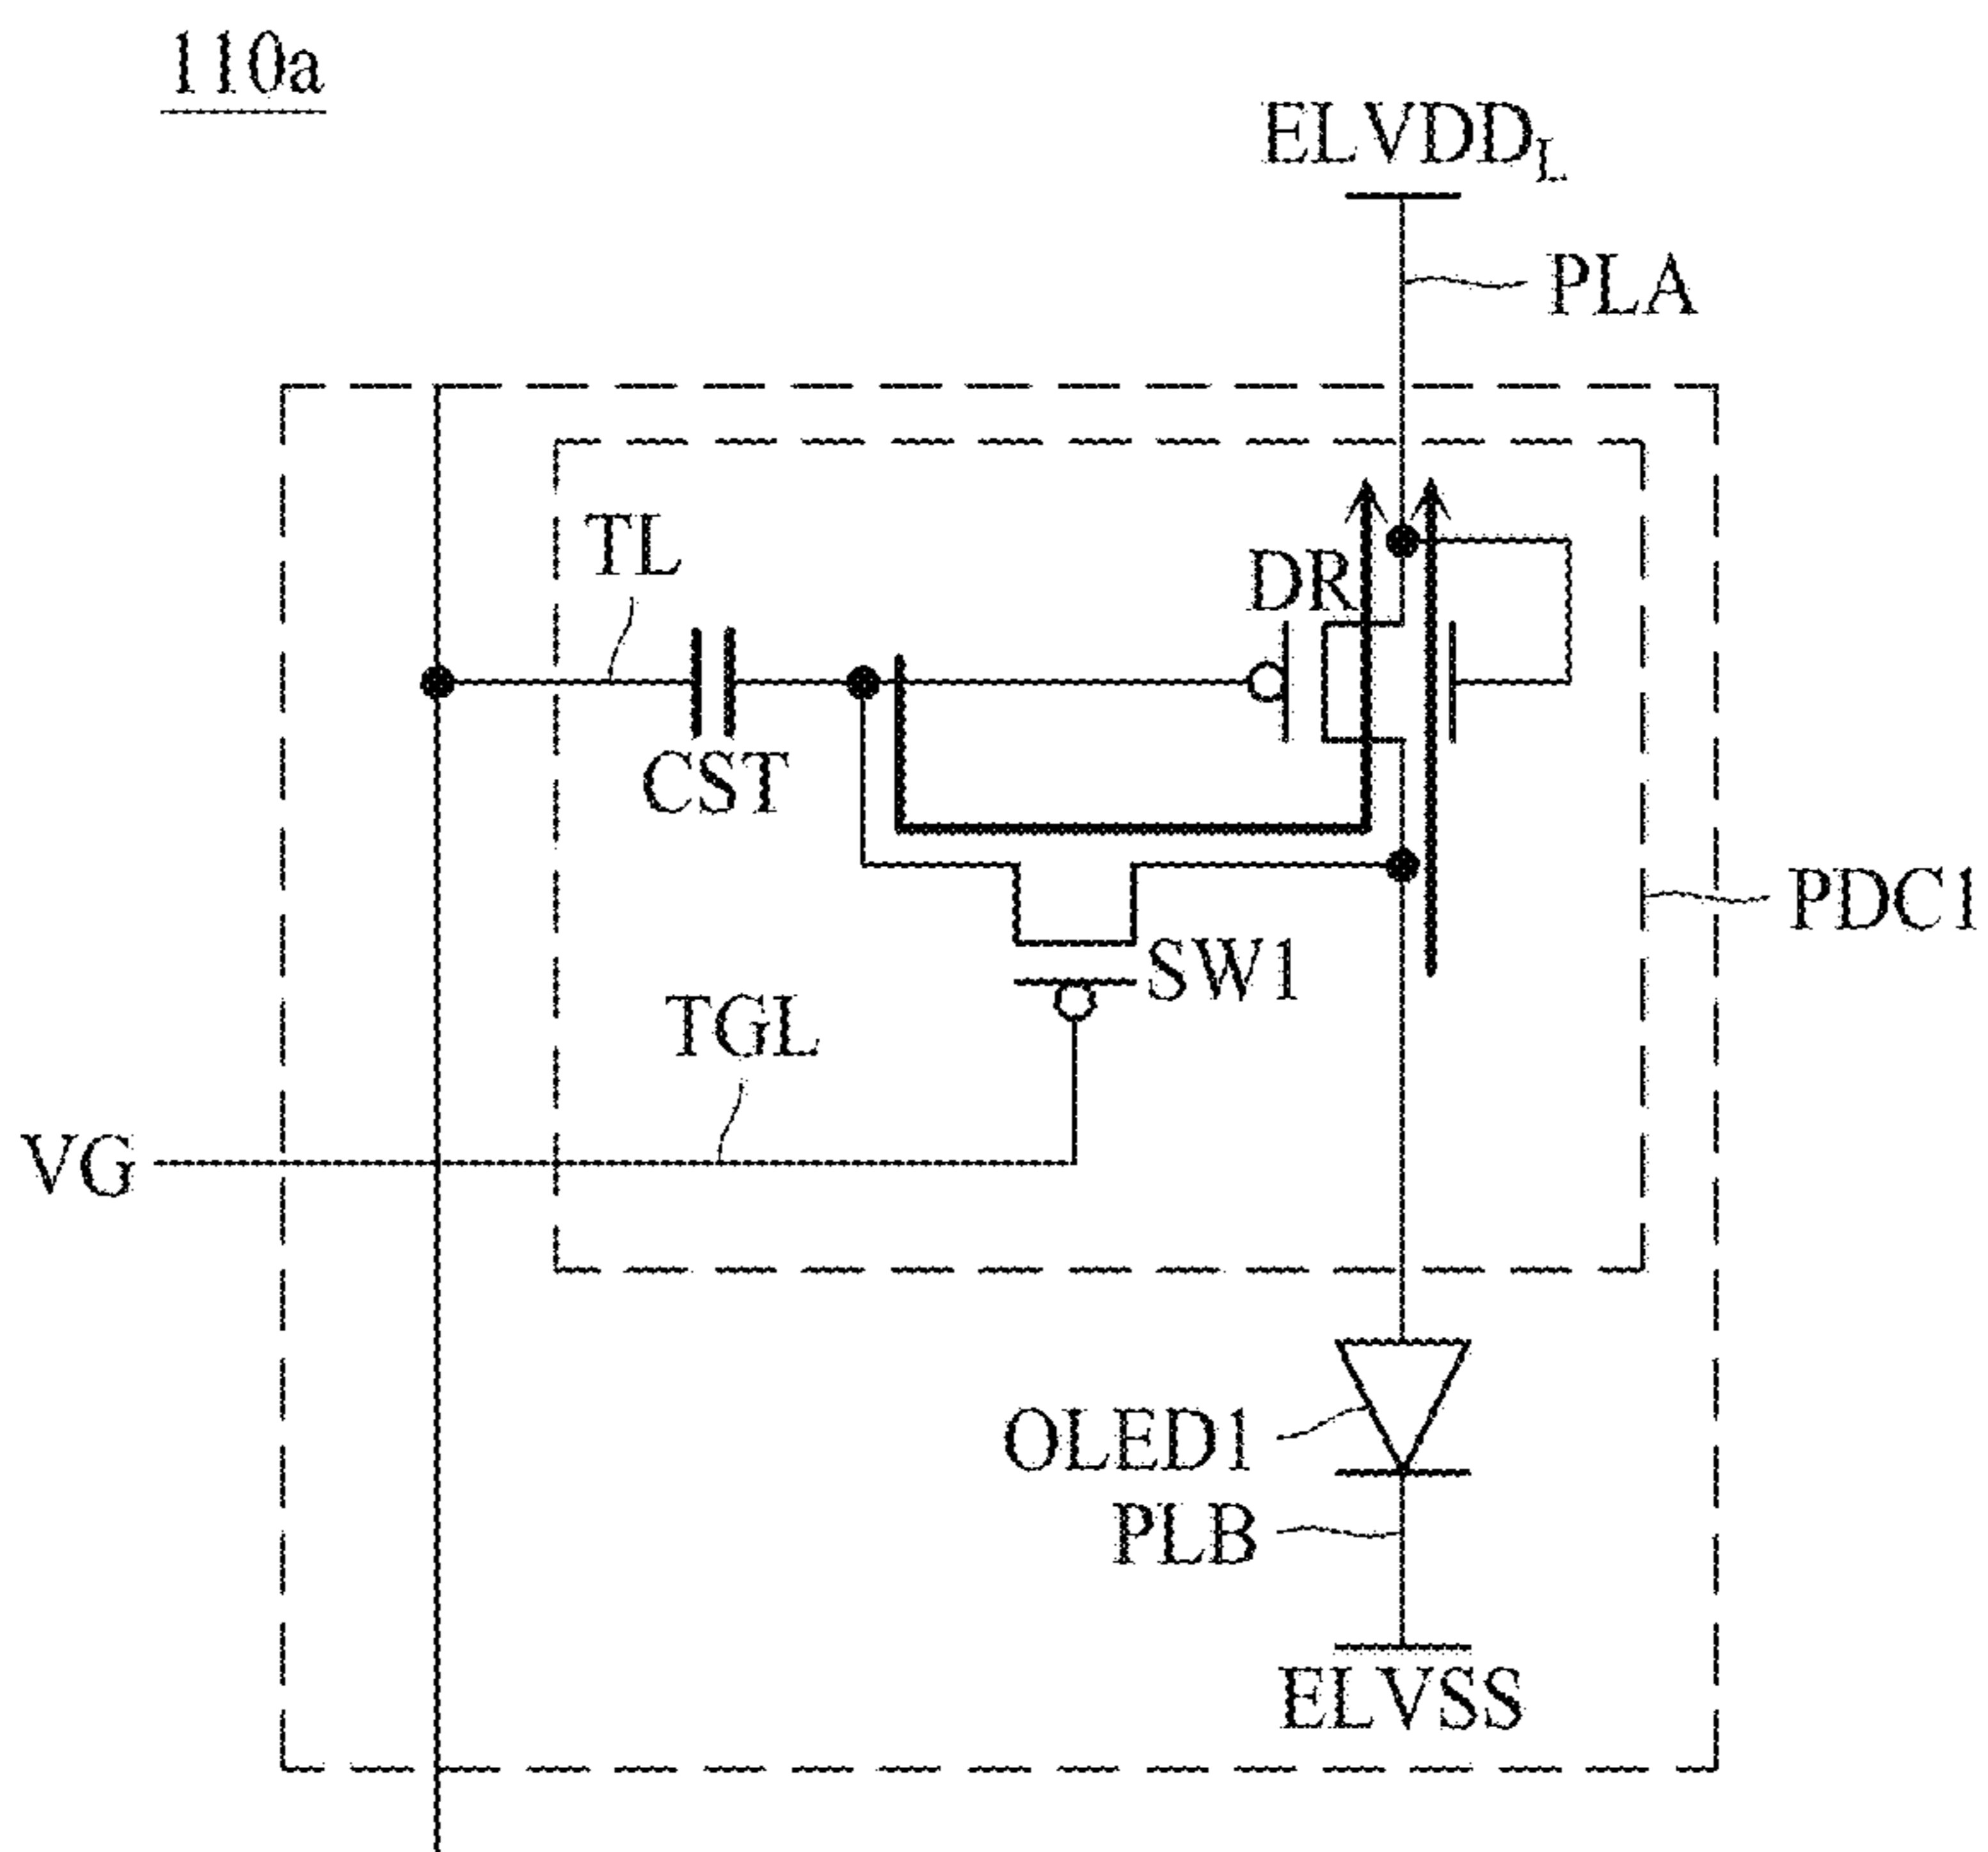 110a
ELVDDL
PLA
TL
DR
CST
PDC1
SW1
TGL
VG
OLED1
PLB
ELVSS